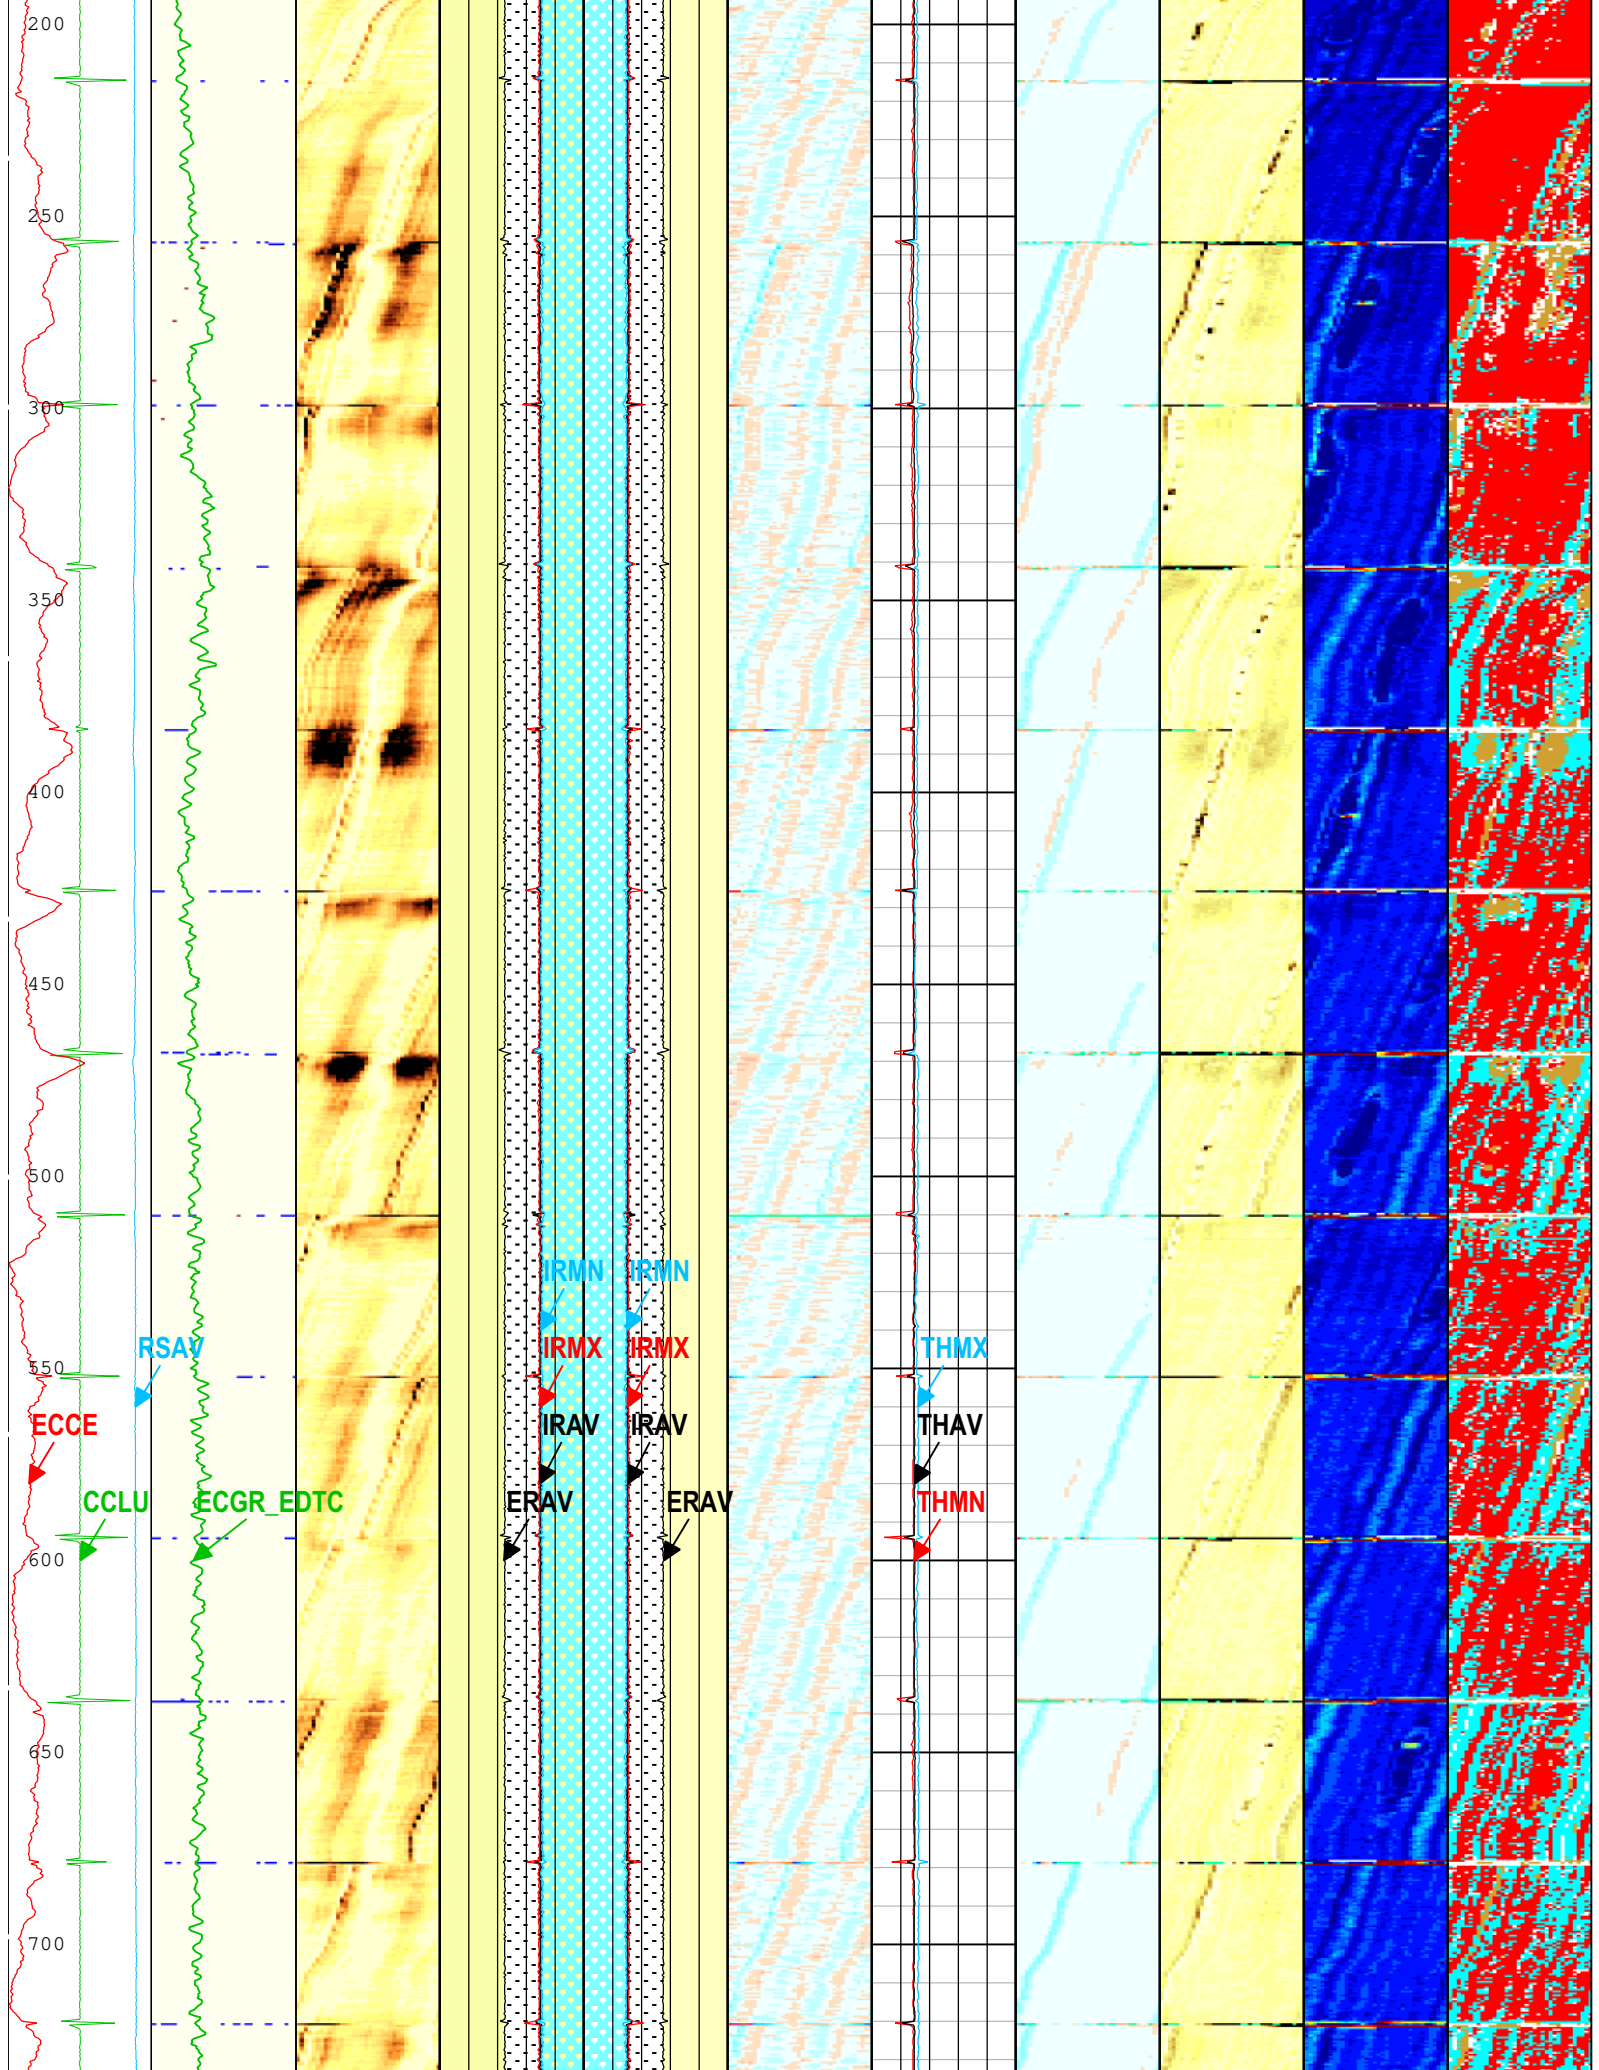 200
250
300
350
400
450
500
IRMN IRMN
RSAV IRMX IRMX THMX
550
ECCE IRAV IRAV THAV
CCLU ECGR_EDTC ERAV ERAV THMN
600
650
700